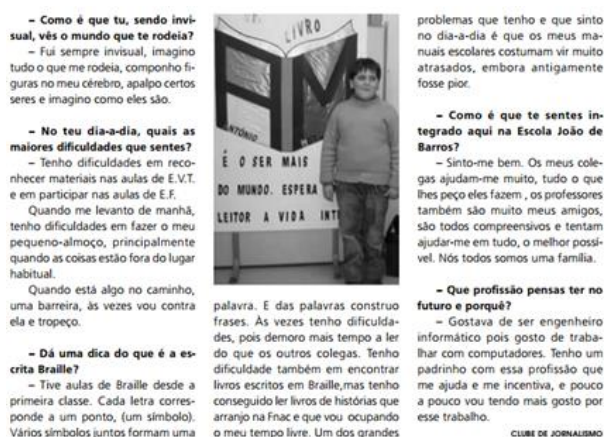 – Como é que tu, sendo invi-
sual, vês o mundo que te rodeia?
– Fui sempre invisual, imagino
tudo o que me rodeia, componho fi-
guras no meu cérebro, apalpo certos
seres e imagino como eles são.
– No teu dia-a-dia, quais as
maiores dificuldades que sentes?
– Tenho dificuldades em reco-
nhecer materiais nas aulas de E.V.T.
e em participar nas aulas de E.F.
Quando me levanto de manhã,
tenho dificuldades em fazer o meu
pequeno-almoço, principalmente
quando as coisas estão fora do lugar
habitual.
Quando está algo no caminho,
uma barreira, às vezes vou contra
ela e tropeço.
– Dá uma dica do que é a es-
crita Braille?
– Tive aulas de Braille desde a
primeira classe. Cada letra corres-
ponde a um ponto, (um símbolo).
Vários símbolos juntos formam uma
LIVRO
AM
ANTÓNIO
É O SER MAIS
DO MUNDO. ESPERA
LEITOR A VIDA INT
palavra. E das palavras construo
frases. Às vezes tenho dificulda-
des, pois demoro mais tempo a ler
do que os outros colegas. Tenho
dificuldade também em encontrar
livros escritos em Braille,mas tenho
conseguido ler livros de histórias que
arranjo na Fnac e que vou ocupando
o meu tempo livre. Um dos grandes
problemas que tenho e que sinto
no dia-a-dia é que os meus ma-
nuais escolares costumam vir muito
atrasados, embora antigamente
fosse pior.
– Como é que te sentes in-
tegrado aqui na Escola João de
Barros?
– Sinto-me bem. Os meus cole-
gas ajudam-me muito, tudo o que
lhes peço eles fazem , os professores
também são muito meus amigos,
são todos compreensivos e tentam
ajudar-me em tudo, o melhor possí-
vel. Nós todos somos uma família.
– Que profissão pensas ter no
futuro e porquê?
– Gostava de ser engenheiro
informático pois gosto de traba-
lhar com computadores. Tenho um
padrinho com essa profissão que
me ajuda e me incentiva, e pouco
a pouco vou tendo mais gosto por
esse trabalho.
CLUBE DE JORNALISMO